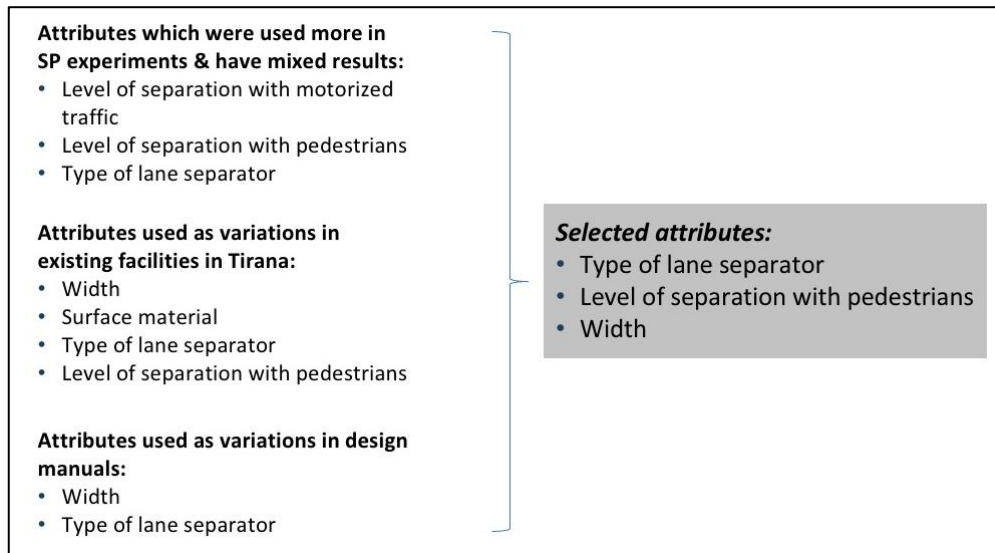 Attributes which were used more in
SP experiments & have mixed results:
• Level of separation with motorized
traffic
• Level of separation with pedestrians
• Type of lane separator
Attributes used as variations in
existing facilities in Tirana:
• Width
• Surface material
• Type of lane separator
• Level of separation with pedestrians
Attributes used as variations in design
manuals:
• Width
• Type of lane separator
Selected attributes:
• Type of lane separator
• Level of separation with pedestrians
• Width